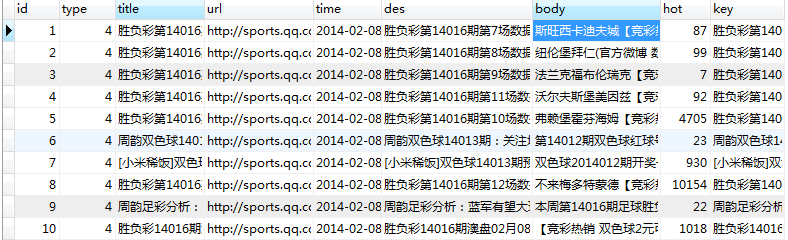 id type title url time des body hot key
1 4 胜负彩第14016 http://sports.qq.cc 2014-02-08 胜负彩14016期第7场数据 斯旺西卡迪夫城【竞彩热 87 胜负彩第140
2 4 胜负彩第14016 http://sports.qq.cc 2014-02-08 胜负彩14016期第8场数据 纽伦堡拜仁(官方微博 数 99 胜负彩第140
3 4 胜负彩第14016 http://sports.qq.cc 2014-02-08 胜负彩14016期第9场数据 法兰克福布伦瑞克【竞彩 7 胜负彩第140
4 4 胜负彩第14016 http://sports.qq.cc 2014-02-08 胜负彩14016期第11场数 沃尔夫斯堡美因兹【竞彩 92 胜负彩第140
5 4 胜负彩第14016 http://sports.qq.cc 2014-02-08 胜负彩14016期第10场数 弗赖堡霍芬海姆【竞彩热 4705 胜负彩第140
6 4 周韵双色球1401 http://sports.qq.cc 2014-02-08 周韵双色球14013期：关注 第14012期双色球红球号 23 周韵双色球14
7 4 [小米稀饭]双色 http://sports.qq.cc 2014-02-08 [小米稀饭]双色球14013期预 双色球2014012期开奖 930 [小米稀饭]双色
8 4 胜负彩第14016 http://sports.qq.cc 2014-02-08 胜负彩14016期第12场数 不来梅多特蒙德【竞彩热 10154 胜负彩第140
9 4 周韵足彩分析： http://sports.qq.cc 2014-02-08 周韵足彩分析：蓝军有望大 本周第14016期足球胜负 22 周韵足彩分析
10 4 胜负彩14016期 http://sports.qq.cc 2014-02-08 胜负彩14016期澳盘02月08 【竞彩热销 双色球2元可 1018 胜负彩1401